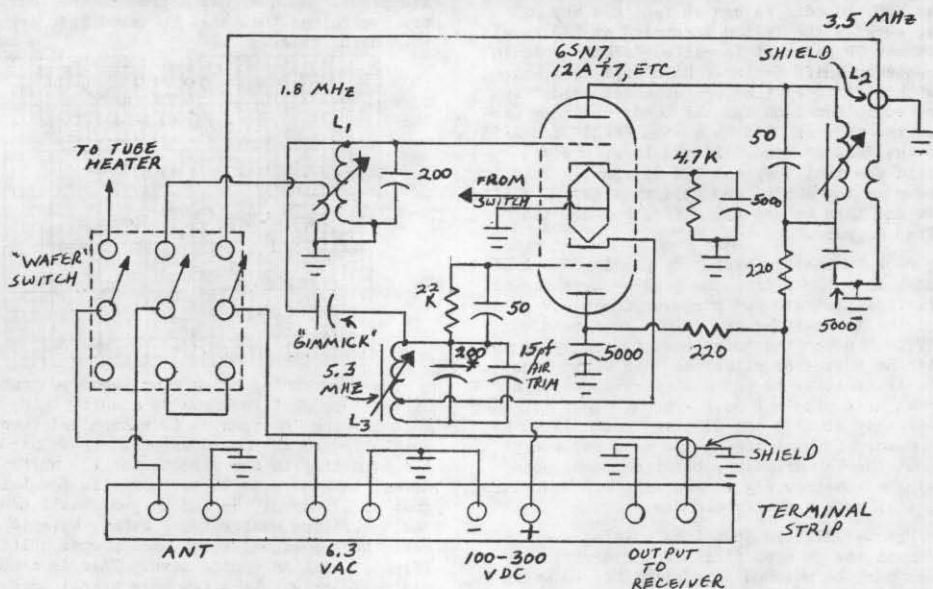 3.5 MHz
6SN7,
12AT7, ETC
SHIELD
L2
1.8 MHz
L1
TO TUBE
HEATER
50
4.7K
200
FROM
SWITCH
5000
"WAFER"
SWITCH
220
22
K
50
"GIMMICK"
5000
5000
220
200
*
15pf
AIR
TRIM
5.3
MHz
L3
SHIELD
TERMINAL
STRIP
- +
ANT
6.3
VAC
100-300
VDC
OUTPUT
TO
RECEIVER